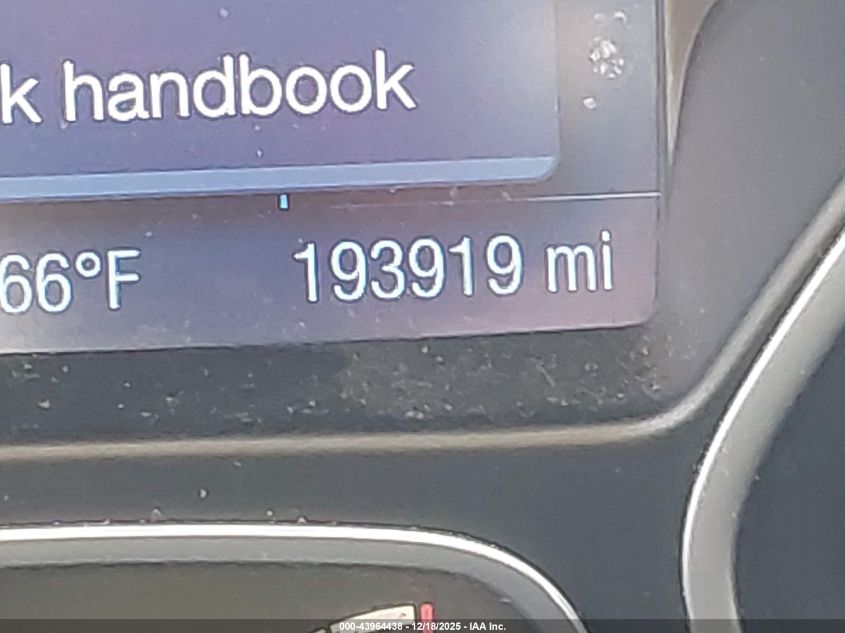 k handbook
66°F 193919 mi
000-43964438 - 12/18/2025 - IAA Inc.